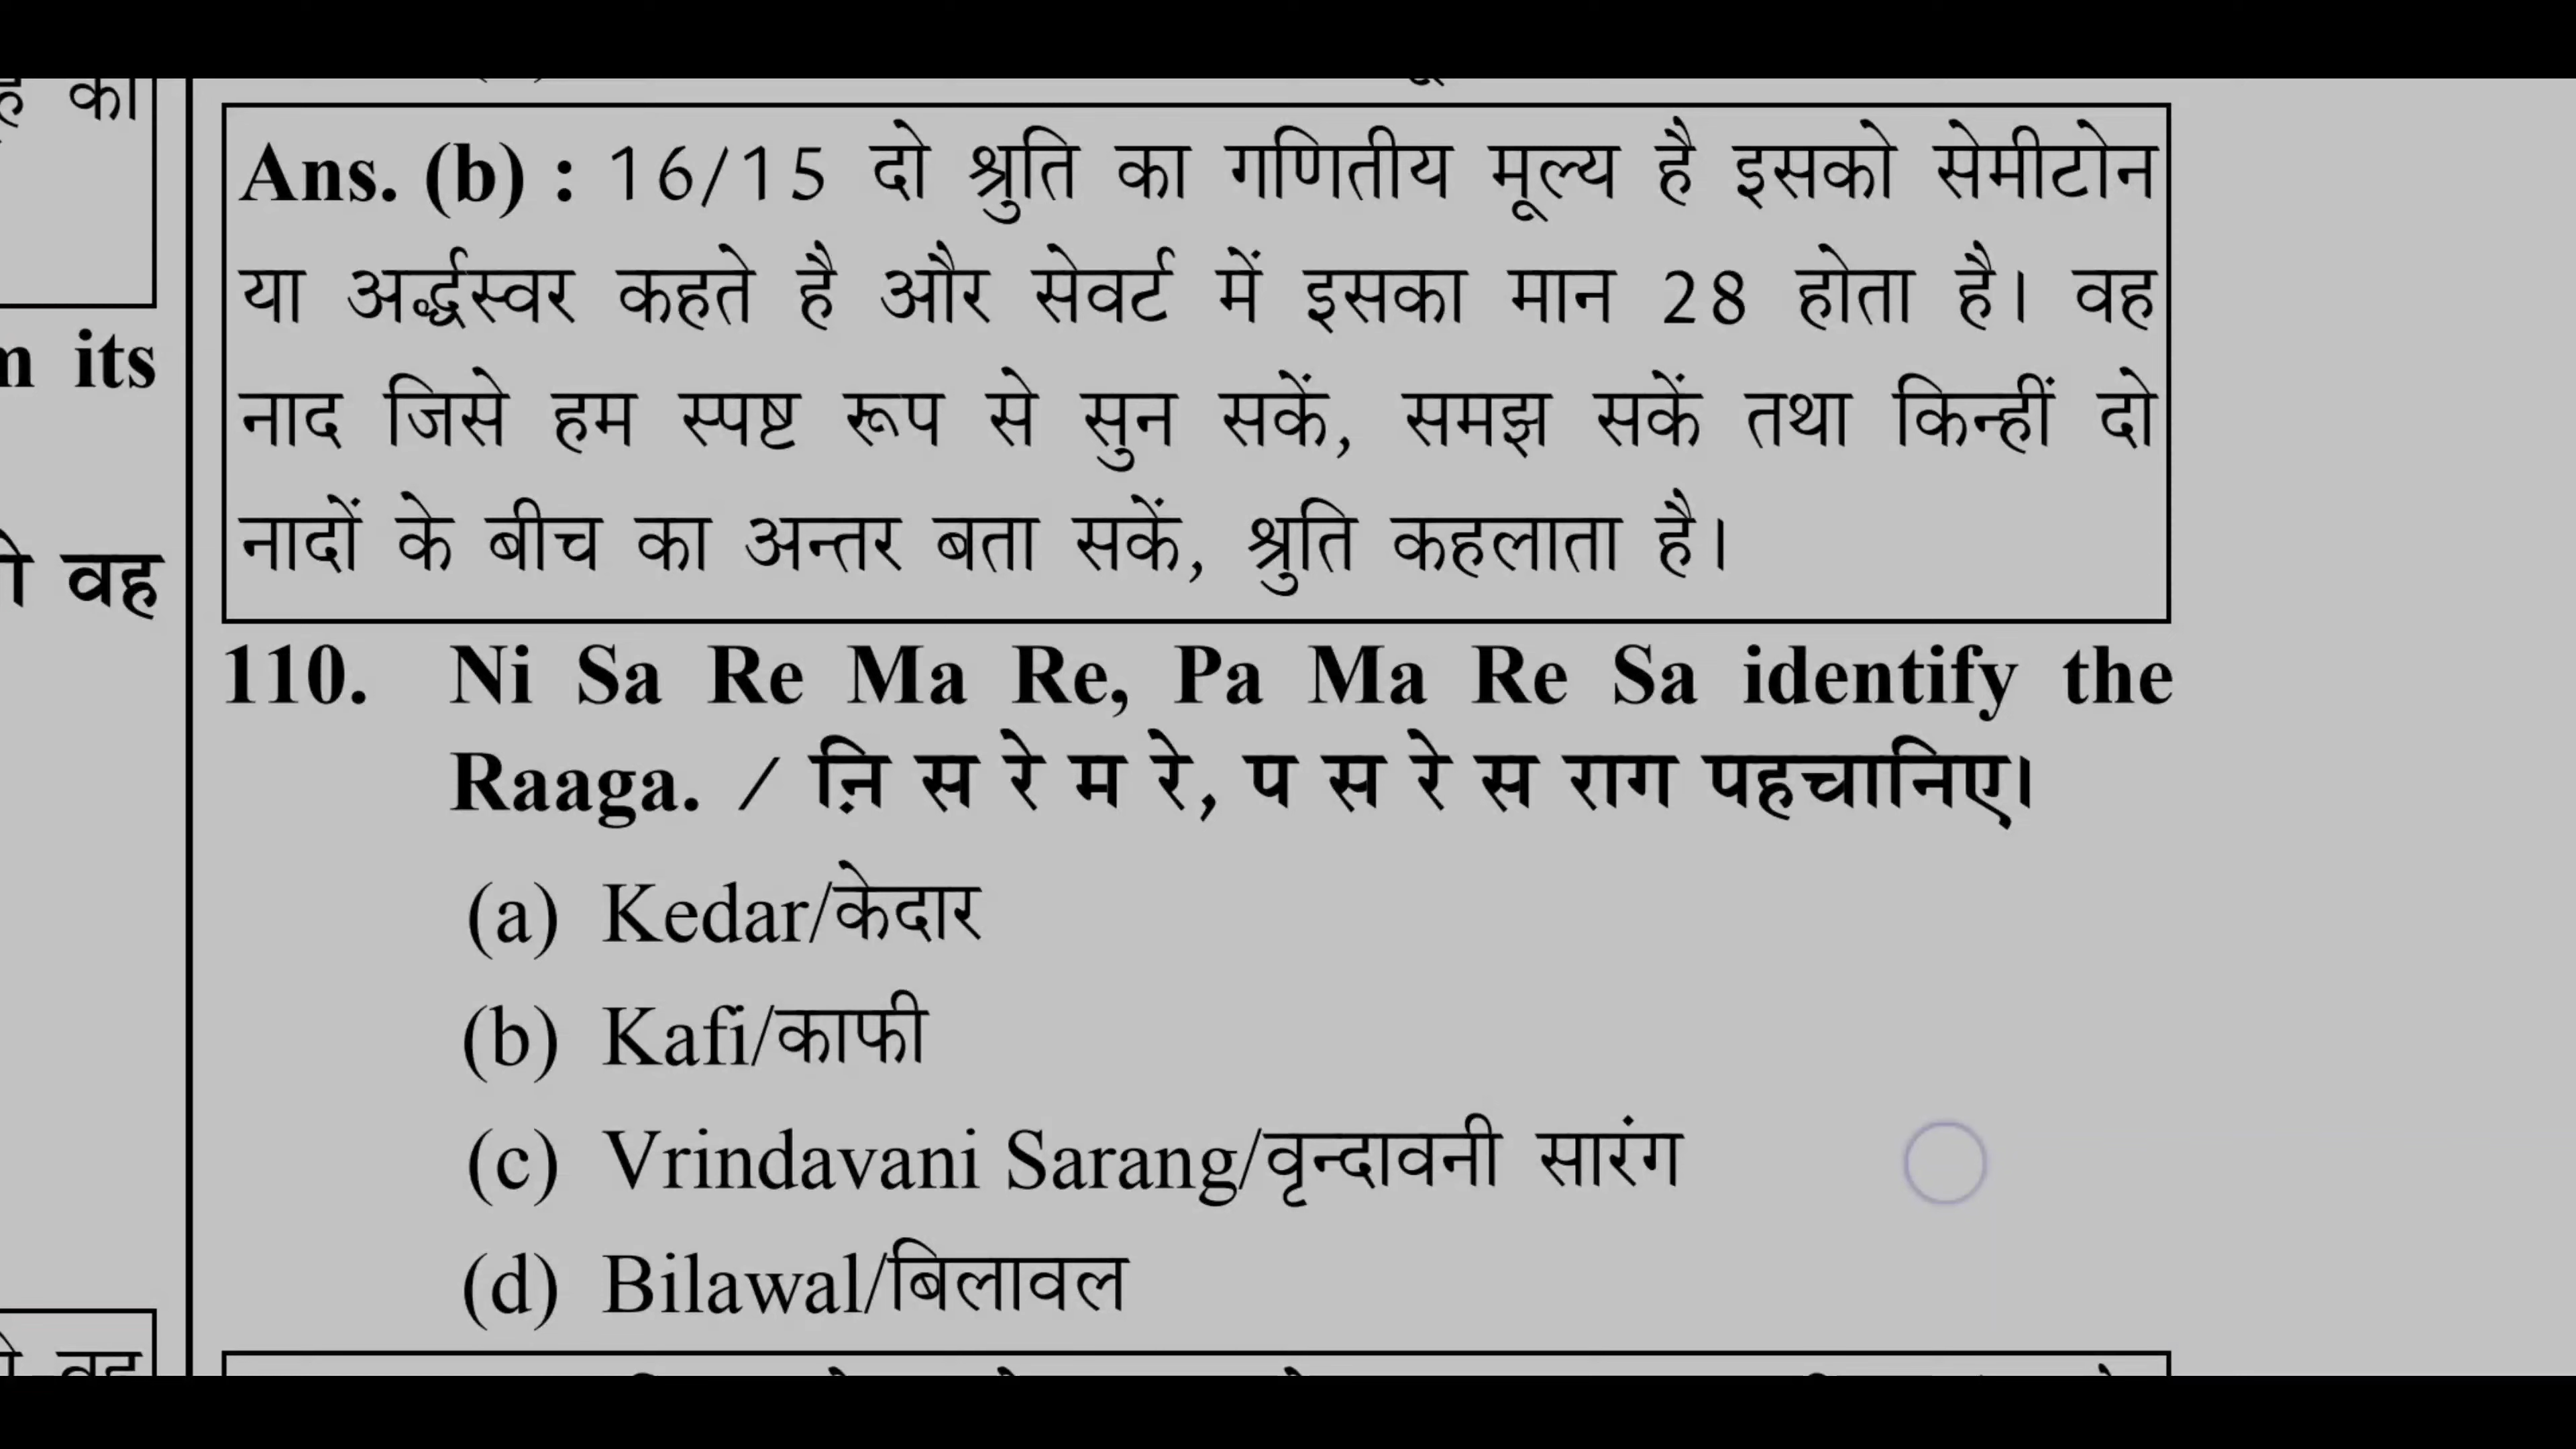 ह का
Ans. (b) : 16/15 दो श्रुति का गणितीय मूल्य है इसको सेमीटोन
या अर्द्धस्वर कहते है और सेवर्ट में इसका मान 28 होता है। वह
m its
नाद जिसे हम स्पष्ट रूप से सुन सकें, समझ सकें तथा किन्हीं दो
नादों के बीच का अन्तर बता सकें, श्रुति कहलाता है।
वह
110. Ni Sa Re Ma Re, Pa Ma Re Sa identify the
Raaga. / ऩि स रे म रे, प स रे स राग पहचानिए।
(a) Kedar/केदार
(b) Kafi/काफी
(c) Vrindavani Sarang/वृन्दावनी सारंग
(d) Bilawal/बिलावल